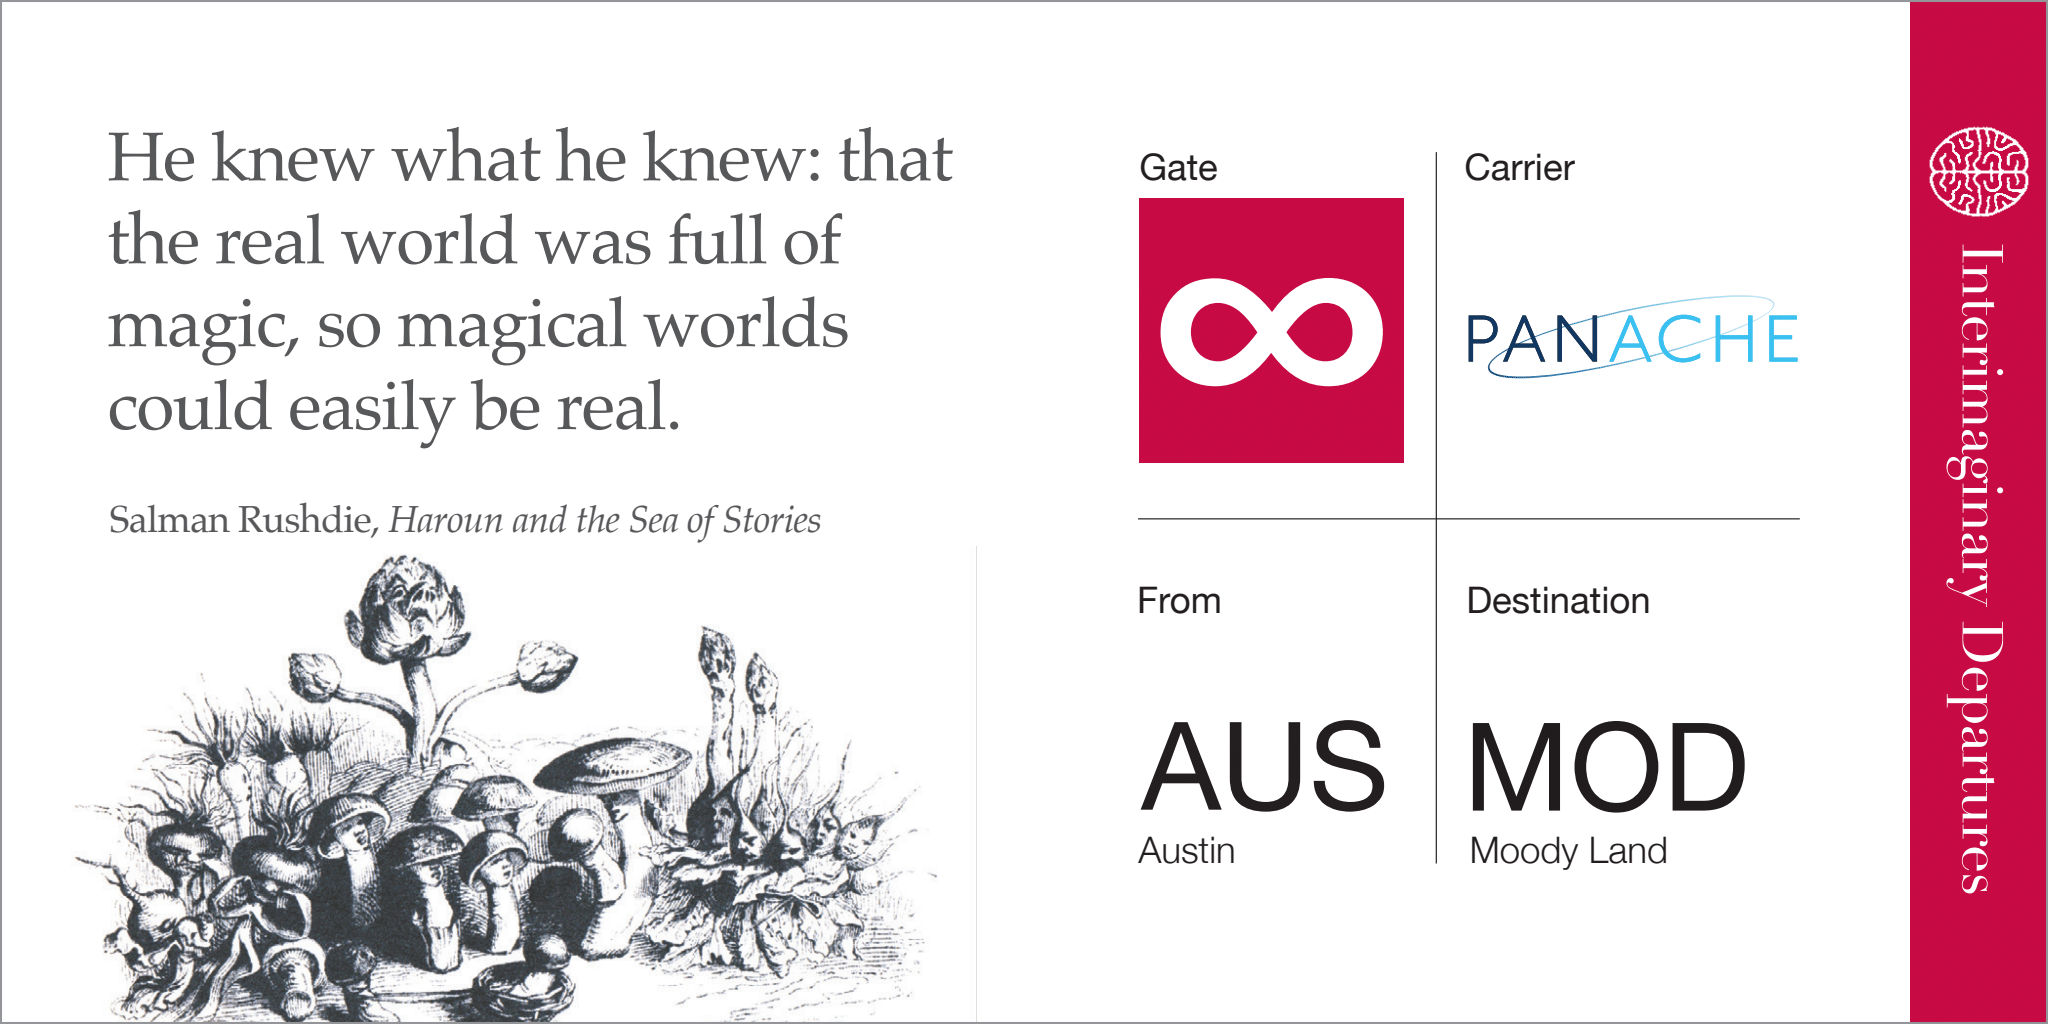 He knew what he knew: that
the real world was full of
magic, so magical worlds
could easily be real.
Salman Rushdie, Haroun and the Sea of Stories
Gate
∞
Carrier
PANACHE
From
AUS
Austin
Destination
MOD
Moody Land
Interimaginary Departures